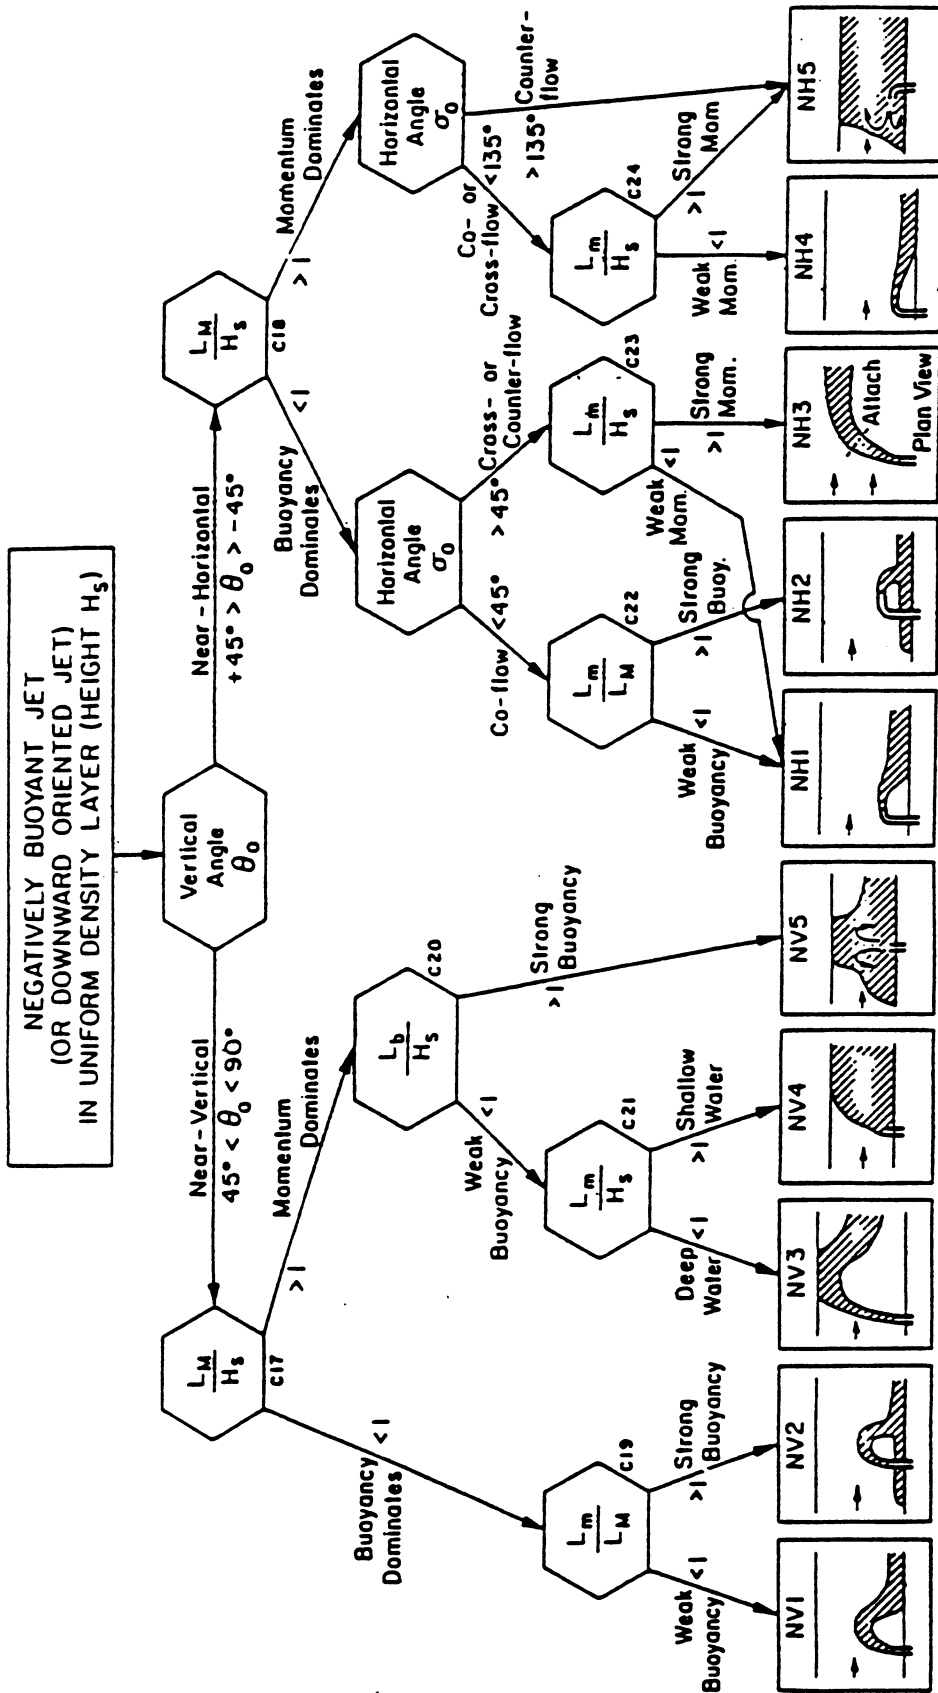 NEGATIVELY BUOYANT JET
(OR DOWNWARD ORIENTED JET)
IN UNIFORM DENSITY LAYER (HEIGHT Hs)
Vertical
Angle
θo
Near-Vertical
45° < θo < 90°
Near-Horizontal
+45° > θo > -45°
LM
Hs
C17
LM
Hs
C18
Buoyancy
Dominates
<1
>1
Momentum
Dominates
Buoyancy
Dominates
<1
>1
Momentum
Dominates
Lb
Hs
C20
Horizontal
Angle
σo
Horizontal
Angle
σo
Weak
Buoyancy
<1
>1
Strong
Buoyancy
Co-flow
<45°
>45°
Cross- or
Counter-flow
Co- or
Cross-flow
<135°
>135°
Counter-
flow
Lm
LM
C19
Lm
Hs
C21
Lm
LM
C22
Lm
Hs
C23
Lm
Hs
C24
Weak
Buoyancy
<1
>1
Strong
Buoyancy
Deep
Water
<1
>1
Shallow
Water
Weak
Buoyancy
<1
>1
Strong
Buoy.
Weak
Mom.
<1
>1
Strong
Mom.
Weak
Mom.
<1
>1
Strong
Mom
NV1
NV2
NV3
NV4
NV5
NH1
NH2
NH3
Attach
Plan View
NH4
NH5